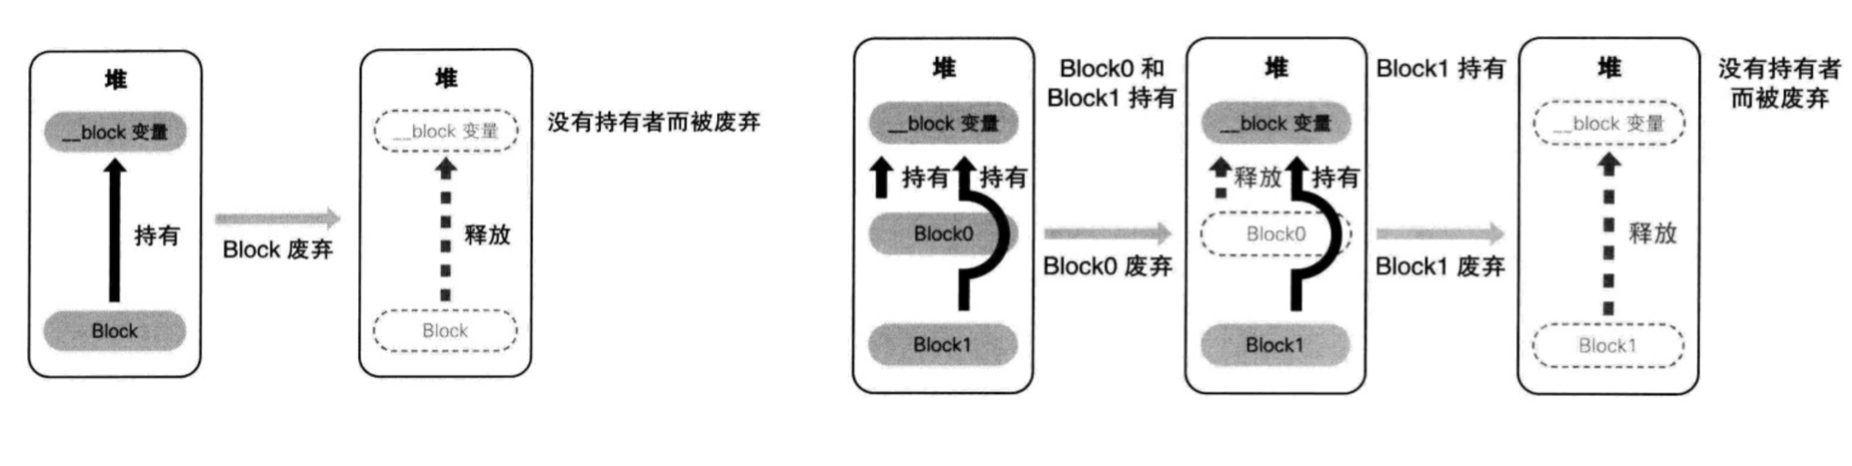 堆
__block 变量
持有
Block
Block 废弃
堆
__block 变量
释放
Block
没有持有者而被废弃
堆
__block 变量
持有
持有
Block0
Block1
Block0 和
Block1 持有
Block0 废弃
堆
__block 变量
释放
持有
Block0
Block1
Block1 持有
Block1 废弃
堆
__block 变量
释放
Block1
没有持有者
而被废弃